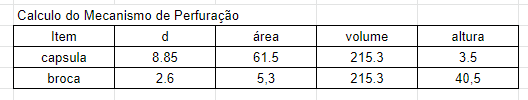 Calculo do Mecanismo de Perfuração
Item d área volume altura
capsula 8.85 61.5 215.3 3.5
broca 2.6 5,3 215.3 40,5